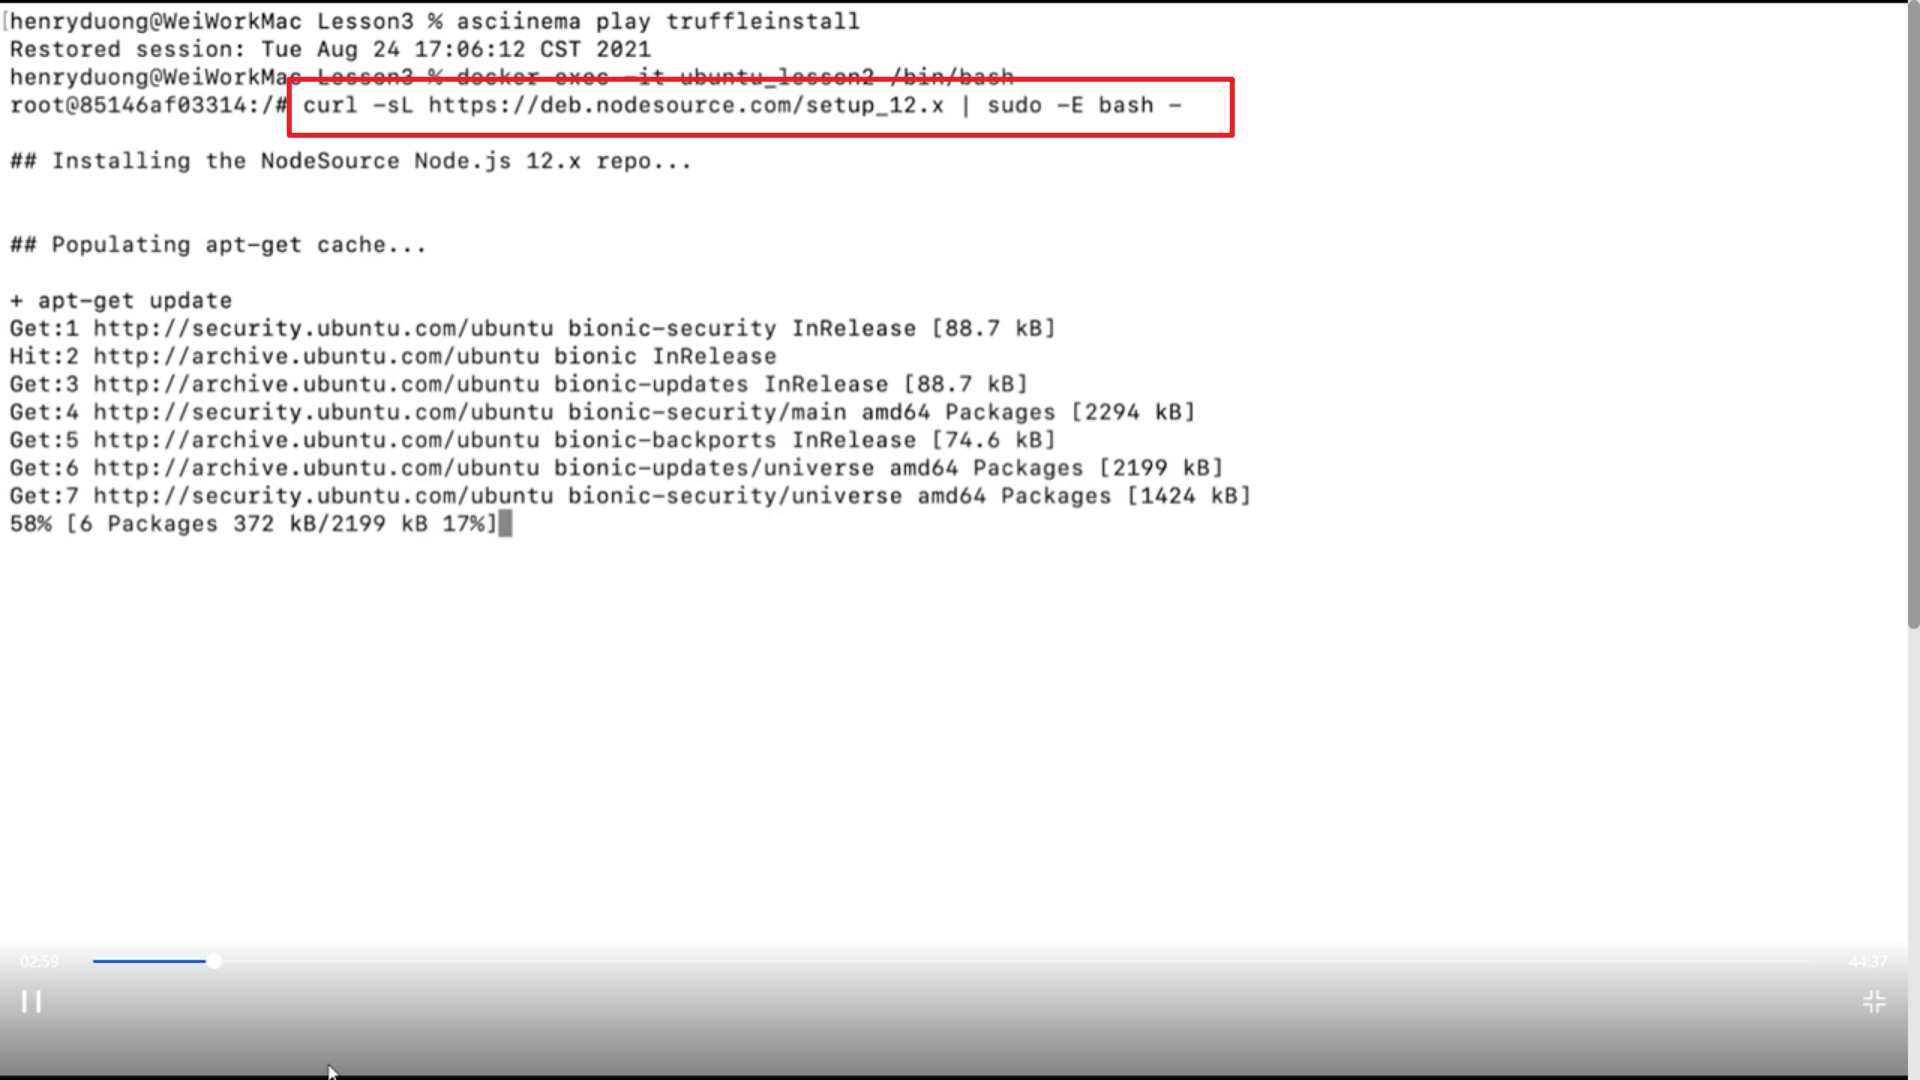 [henryduong@WeiWorkMac Lesson3 % asciinema play truffleinstall
Restored session: Tue Aug 24 17:06:12 CST 2021
henryduong@WeiWorkMac Lesson3 % docker exec -it ubuntu_lesson2 /bin/bash
root@85146af03314:/# curl -sL https://deb.nodesource.com/setup_12.x | sudo -E bash -
## Installing the NodeSource Node.js 12.x repo...
## Populating apt-get cache...
+ apt-get update
Get:1 http://security.ubuntu.com/ubuntu bionic-security InRelease [88.7 kB]
Hit:2 http://archive.ubuntu.com/ubuntu bionic InRelease
Get:3 http://archive.ubuntu.com/ubuntu bionic-updates InRelease [88.7 kB]
Get:4 http://security.ubuntu.com/ubuntu bionic-security/main amd64 Packages [2294 kB]
Get:5 http://archive.ubuntu.com/ubuntu bionic-backports InRelease [74.6 kB]
Get:6 http://archive.ubuntu.com/ubuntu bionic-updates/universe amd64 Packages [2199 kB]
Get:7 http://security.ubuntu.com/ubuntu bionic-security/universe amd64 Packages [1424 kB]
58% [6 Packages 372 kB/2199 kB 17%]
02:59
44:37